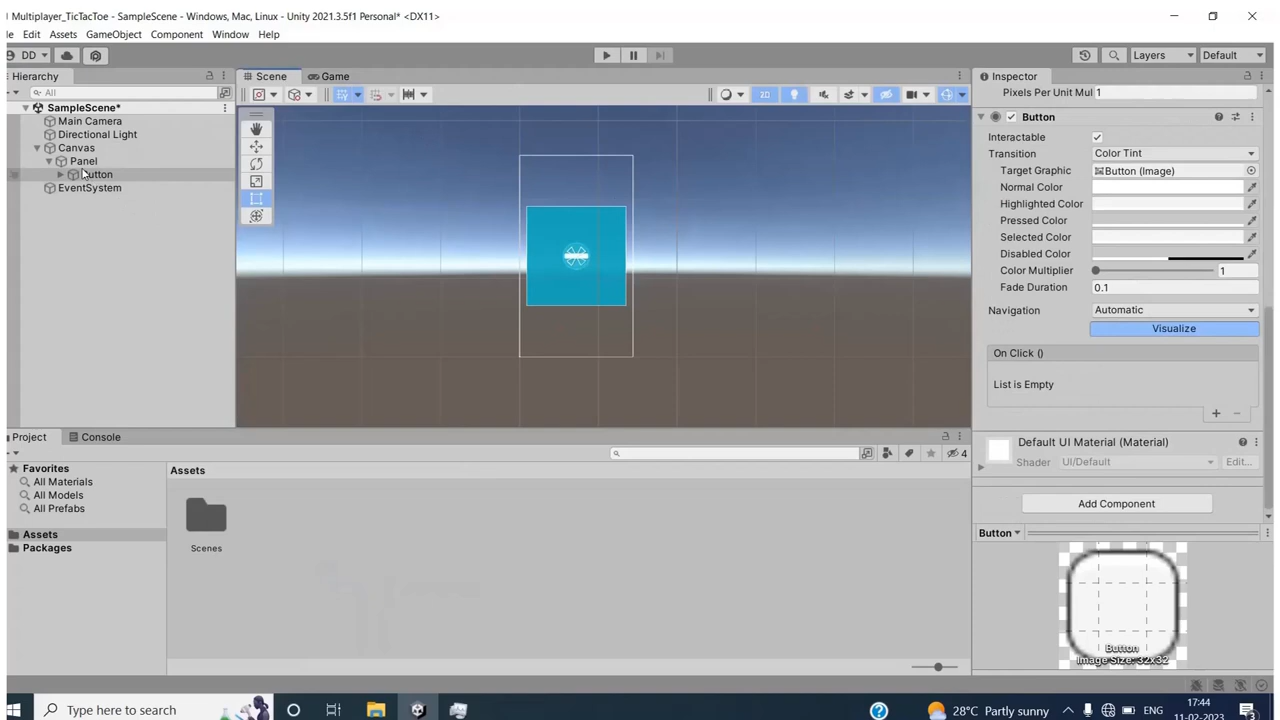 Multiplayer_TicTacToe - SampleScene - Windows, Mac, Linux - Unity 2021.3.5f1 Personal* <DX11>
Edit Assets GameObject Component Window Help
DD
Layers
Default
Hierarchy
All
SampleScene*
Main Camera
Directional Light
Canvas
Panel
EventSystem
Scene
Game
2D
Inspector
Pixels Per Unit Mul 1
Button
Interactable
Transition Color Tint
Target Graphic Button (Image)
Normal Color
Highlighted Color
Pressed Color
Selected Color
Disabled Color
Color Multiplier 1
Fade Duration 0.1
Navigation Automatic
Visualize
On Click ()
List is Empty
Default UI Material (Material)
Shader UI/Default Edit...
Add Component
Button
Button
Image Size: 32x32
Project
Console
4
Favorites
All Materials
All Models
All Prefabs
Assets
Packages
Assets
Scenes
Type here to search
28°C Partly sunny
17:44
11-02-2023
3